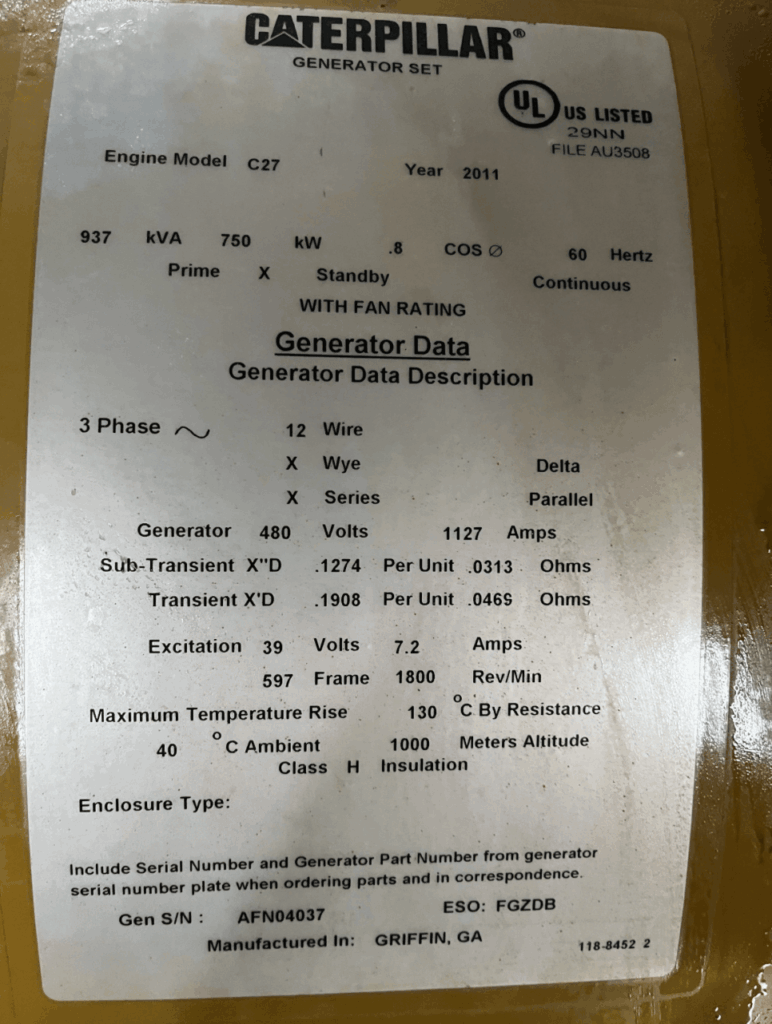 CATERPILLAR®
GENERATOR SET
UL US LISTED
29NN
FILE AU3508
Engine Model C27 Year 2011
937 kVA 750 kW .8 COS Ø 60 Hertz
Prime X Standby Continuous
WITH FAN RATING
Generator Data
Generator Data Description
3 Phase 12 Wire
X Wye Delta
X Series Parallel
Generator 480 Volts 1127 Amps
Sub-Transient X"D .1274 Per Unit .0313 Ohms
Transient X'D .1908 Per Unit .0469 Ohms
Excitation 39 Volts 7.2 Amps
597 Frame 1800 Rev/Min
Maximum Temperature Rise 130 °C By Resistance
40 °C Ambient 1000 Meters Altitude
Class H Insulation
Enclosure Type:
Include Serial Number and Generator Part Number from generator
serial number plate when ordering parts and in correspondence.
Gen S/N : AFN04037 ESO: FGZDB
Manufactured In: GRIFFIN, GA 118-8452 2